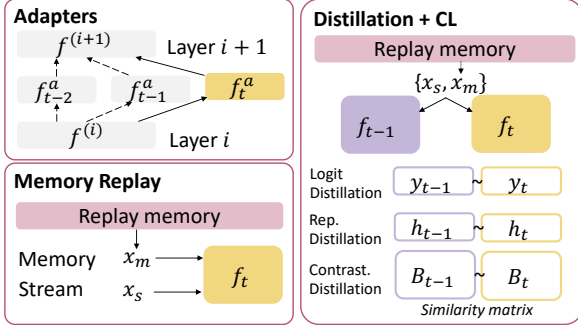 Adapters
f^{(i+1)} Layer i + 1
f^a_{t-2} f^a_{t-1} f^a_t
f^{(i)} Layer i
Memory Replay
Replay memory
Memory x_m
f_t
Stream x_s
Distillation + CL
Replay memory
{x_s, x_m}
f_{t-1} f_t
Logit
Distillation
y_{t-1} ~ y_t
Rep.
Distillation
h_{t-1} ~ h_t
Contrast.
Distillation
B_{t-1} ~ B_t
Similarity matrix